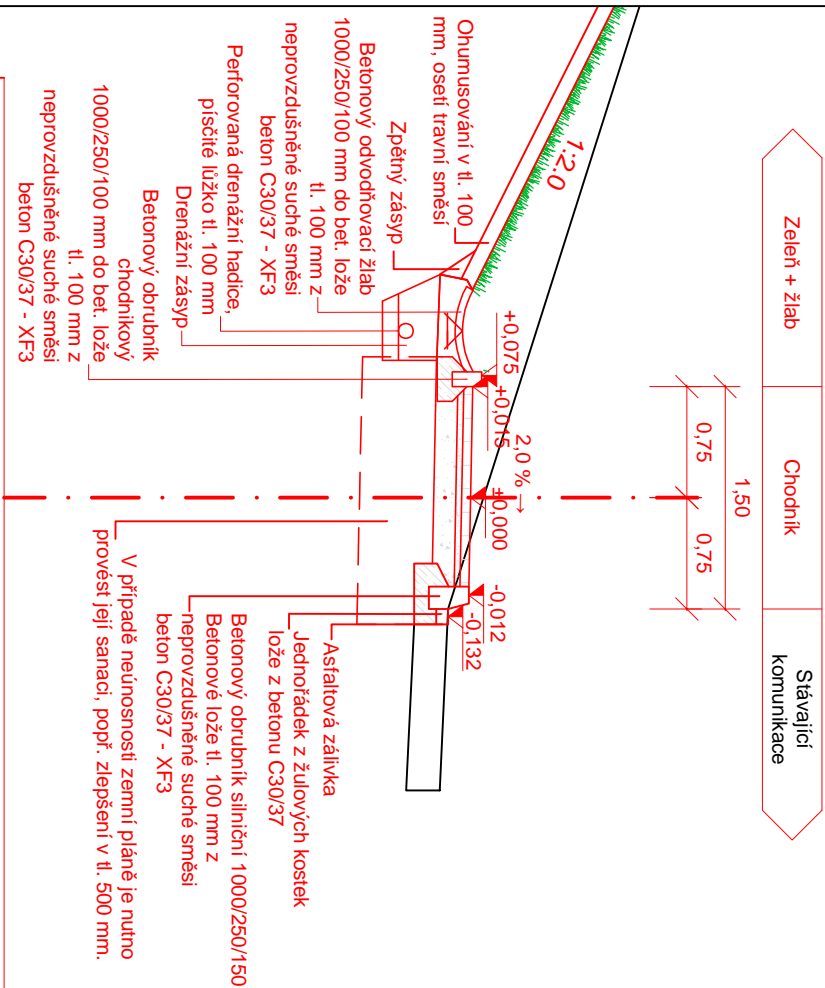 Zeleň + žlab
Chodník
Stávající
komunikace
1,50
0,75
0,75
1:2.0
Ohumusování v tl. 100
mm, osetí travní směsí
Zpětný zásyp
Betonový odvodňovací žlab
1000/250/100 mm do bet. lože
tl. 100 mm z
neprovzdušněné suché směsi
beton C30/37 - XF3
Perforovaná drenážní hadice,
písčité lůžko tl. 100 mm
Drenážní zásyp
Betonový obrubník
chodnikový
1000/250/100 mm do bet. lože
tl. 100 mm z
neprovzdušněné suché směsi
beton C30/37 - XF3
+0,075
+0,015
2,0 % →
±0,000
-0,012
-0,132
Asfaltová zálivka
Jednořádek z žulových kostek
lože z betonu C30/37
Betonový obrubník silniční 1000/250/150
Betonové lože tl. 100 mm z
neprovzdušněné suché směsi
beton C30/37 - XF3
V případě neúnosnosti zemní pláně je nutno
provést její sanaci, popř. zlepšení v tl. 500 mm.